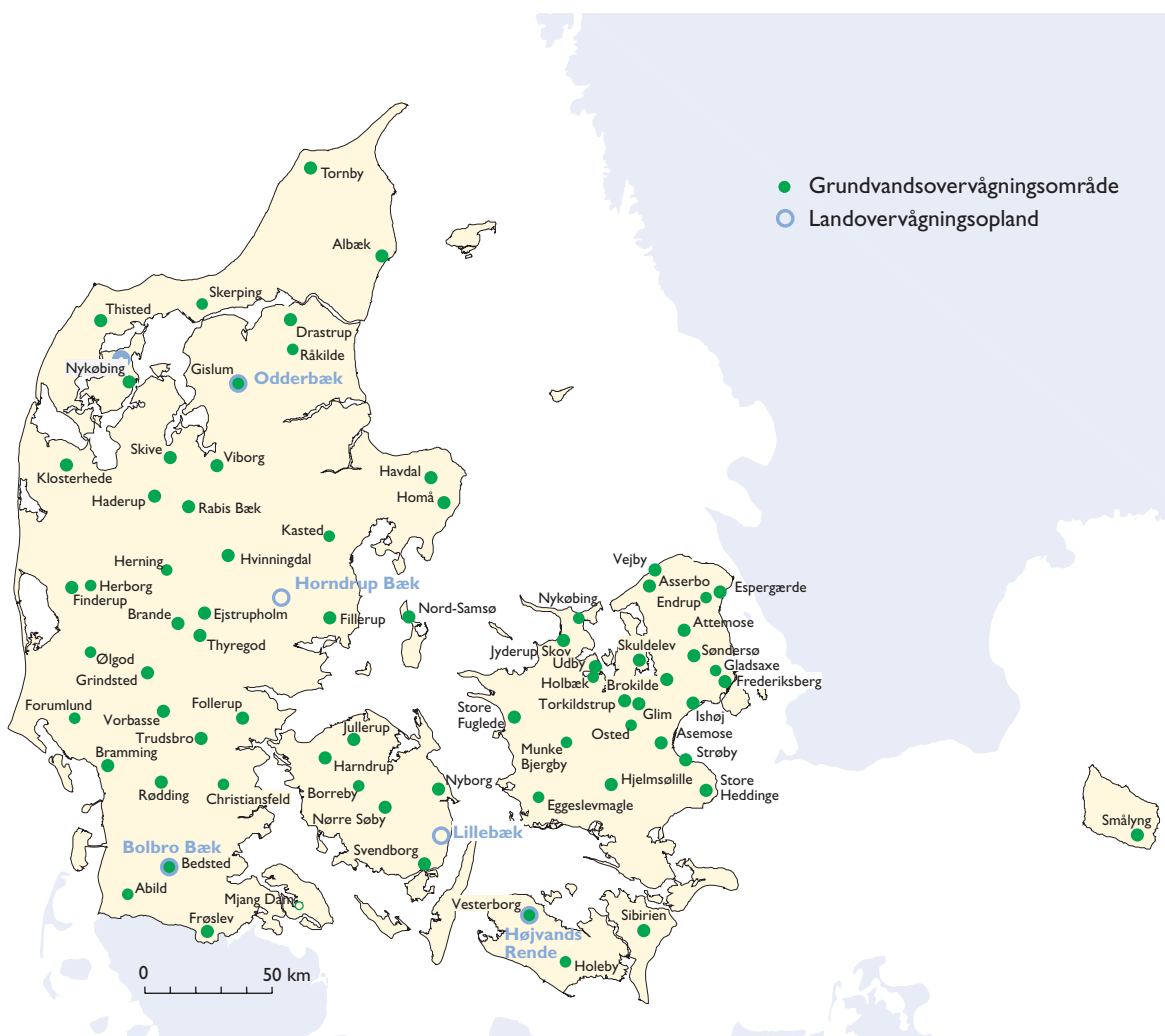 Tornby
Grundvandsovervågningsområde
Landovervågningsopland
Albæk
Skerping
Thisted
Drastrup
Råkilde
Nykøbing
Gislum
Odderbæk
Skive
Viborg
Klosterhede
Havdal
Haderup
Rabis Bæk
Homå
Kasted
Hvinningdal
Herning
Horndrup Bæk
Herborg
Finderup
Brande
Ejstrupholm
Fillerup
Nord-Samsø
Thyregod
Ølgod
Grindsted
Forumlund
Vorbasse
Follerup
Trudsbro
Bramming
Rødding
Christiansfeld
Jullerup
Harndrup
Borreby
Nyborg
Nørre Søby
Lillebæk
Svendborg
Bolbro Bæk
Bedsted
Abild
Mjang Dam
Frøslev
Vejby
Asserbo
Espergærde
Endrup
Nykøbing
Attemose
Jyderup Skov
Skuldelev
Søndersø
Udby
Gladsaxe
Holbæk
Brokilde
Frederiksberg
Torkildstrup
Glim
Ishøj
Store
Fuglede
Osted
Asemose
Munke
Bjergby
Strøby
Hjelmsølille
Store
Heddinge
Eggeslevmagle
Smålyng
Vesterborg
Sibirien
Højvands
Rende
Holeby
0
50 km